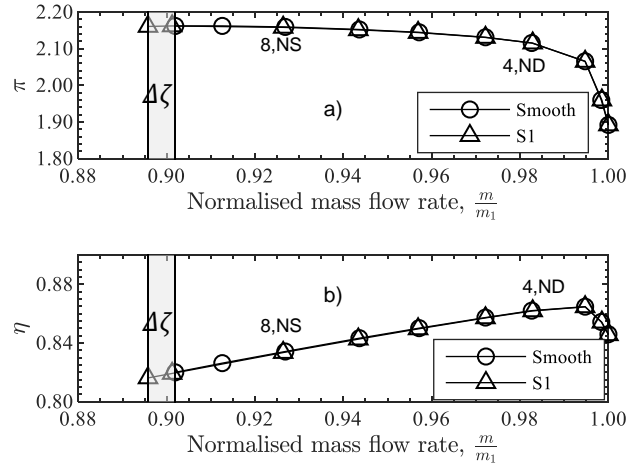 2.20
2.10
2.00
1.90
1.80
π
8,NS
4,ND
Δζ
a)
Smooth
S1
0.88 0.90 0.92 0.94 0.96 0.98 1.00
Normalised mass flow rate, m/m₁
0.88
0.84
0.80
η
b)
4,ND
8,NS
Δζ
Smooth
S1
0.88 0.90 0.92 0.94 0.96 0.98 1.00
Normalised mass flow rate, m/m₁